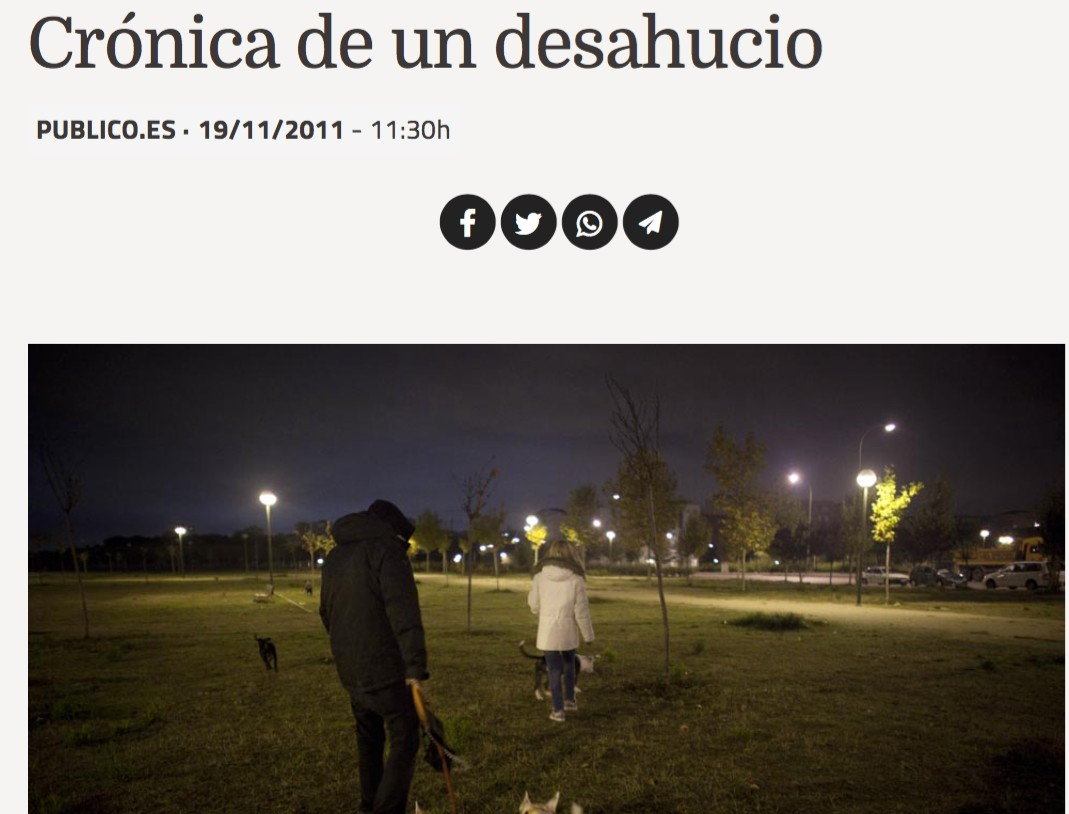 Crónica de un desahucio
PUBLICO.ES · 19/11/2011 - 11:30h